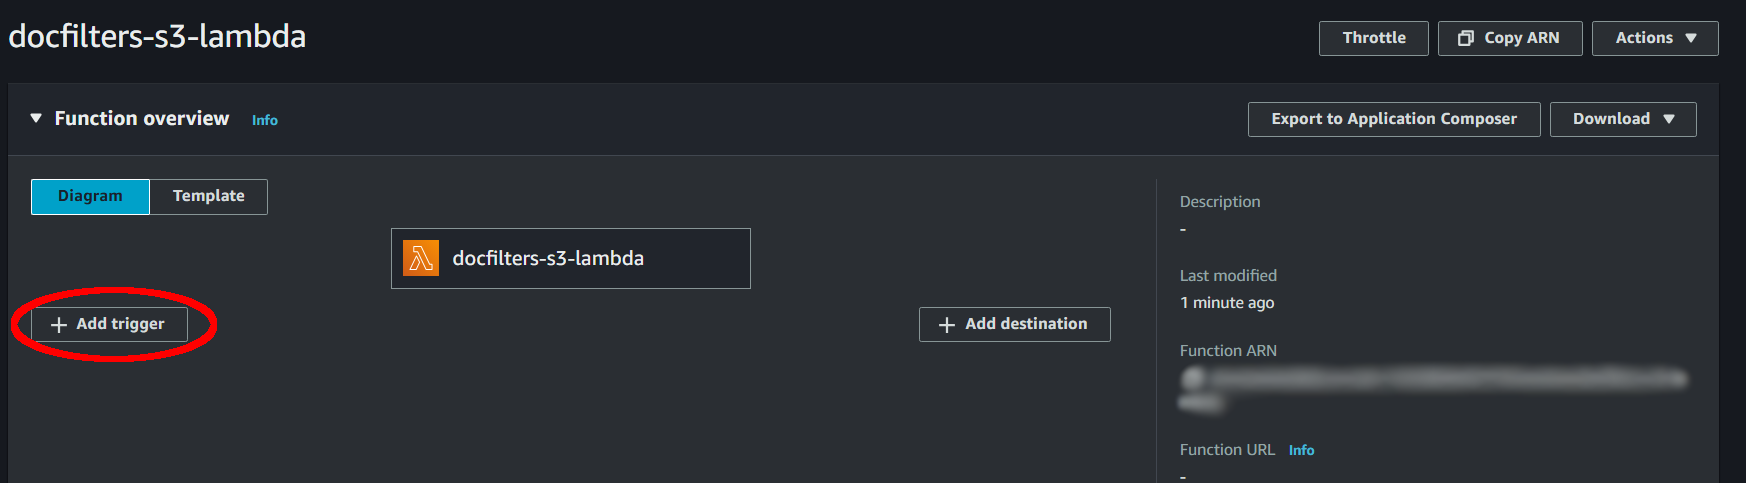 docfilters-s3-lambda
Throttle
Copy ARN
Actions
Function overview Info
Export to Application Composer
Download
Diagram
Template
docfilters-s3-lambda
Add trigger
Add destination
Description
-
Last modified
1 minute ago
Function ARN
Function URL Info
-